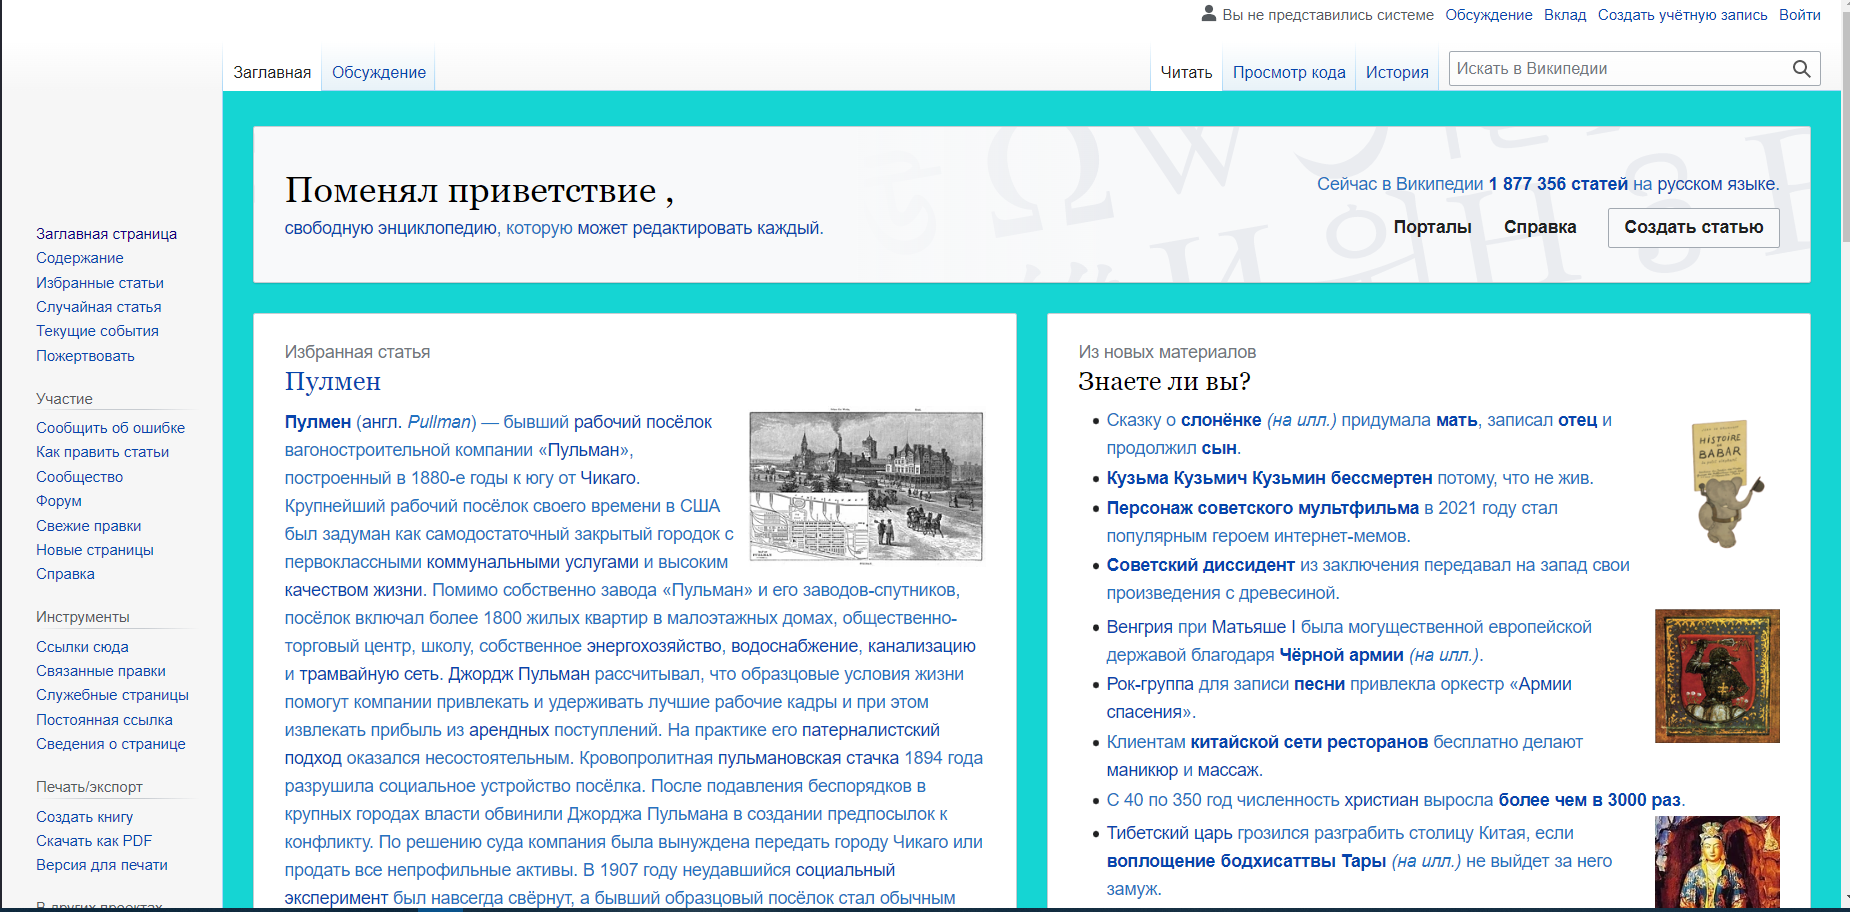 Вы не представились системе Обсуждение Вклад Создать учётную запись Войти
Заглавная Обсуждение Читать Просмотр кода История Искать в Википедии
Поменял приветствие ,
свободную энциклопедию, которую может редактировать каждый.
Сейчас в Википедии 1 877 356 статей на русском языке.
Порталы Справка Создать статью
Заглавная страница
Содержание
Избранные статьи
Случайная статья
Текущие события
Пожертвовать
Участие
Сообщить об ошибке
Как править статьи
Сообщество
Форум
Свежие правки
Новые страницы
Справка
Инструменты
Ссылки сюда
Связанные правки
Служебные страницы
Постоянная ссылка
Сведения о странице
Печать/экспорт
Создать книгу
Скачать как PDF
Версия для печати
В других проектах
Избранная статья
Пулмен
Пулмен (англ. Pullman) — бывший рабочий посёлок
вагоностроительной компании «Пульман»,
построенный в 1880-е годы к югу от Чикаго.
Крупнейший рабочий посёлок своего времени в США
был задуман как самодостаточный закрытый городок с
первоклассными коммунальными услугами и высоким
качеством жизни. Помимо собственно завода «Пульман» и его заводов-спутников,
посёлок включал более 1800 жилых квартир в малоэтажных домах, общественно-
торговый центр, школу, собственное энергохозяйство, водоснабжение, канализацию
и трамвайную сеть. Джордж Пульман рассчитывал, что образцовые условия жизни
помогут компании привлекать и удерживать лучшие рабочие кадры и при этом
извлекать прибыль из арендных поступлений. На практике его патерналистский
подход оказался несостоятельным. Кровопролитная пульмановская стачка 1894 года
разрушила социальное устройство посёлка. После подавления беспорядков в
крупных городах власти обвинили Джорджа Пульмана в создании предпосылок к
конфликту. По решению суда компания была вынуждена передать городу Чикаго или
продать все непрофильные активы. В 1907 году неудавшийся социальный
эксперимент был навсегда свёрнут, а бывший образцовый посёлок стал обычным
Из новых материалов
Знаете ли вы?
Сказку о слонёнке (на илл.) придумала мать, записал отец и
продолжил сын.
Кузьма Кузьмич Кузьмин бессмертен потому, что не жив.
Персонаж советского мультфильма в 2021 году стал
популярным героем интернет-мемов.
Советский диссидент из заключения передавал на запад свои
произведения с древесиной.
Венгрия при Матьяше I была могущественной европейской
державой благодаря Чёрной армии (на илл.).
Рок-группа для записи песни привлекла оркестр «Армии
спасения».
Клиентам китайской сети ресторанов бесплатно делают
маникюр и массаж.
С 40 по 350 год численность христиан выросла более чем в 3000 раз.
Тибетский царь грозился разграбить столицу Китая, если
воплощение бодхисаттвы Тары (на илл.) не выйдет за него
замуж.
HISTOIRE
DE
BABAR